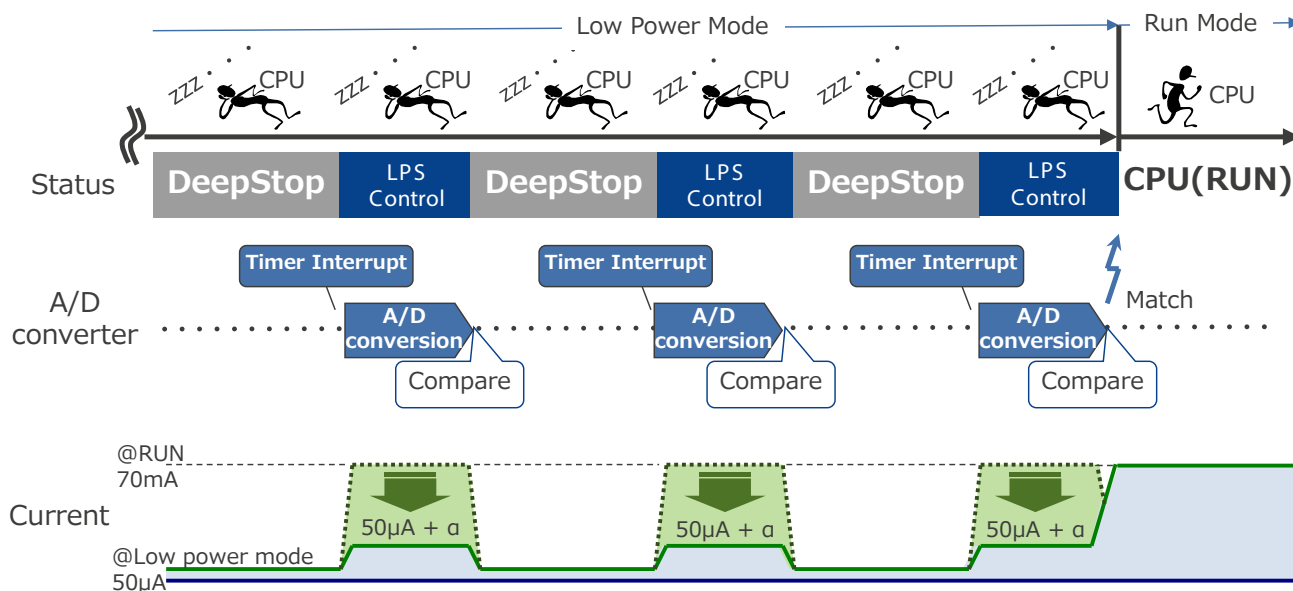 Low Power Mode
Run Mode
zzz CPU zzz CPU zzz CPU zzz CPU zzz CPU zzz CPU CPU
Status
DeepStop
LPS
Control
DeepStop
LPS
Control
DeepStop
LPS
Control
CPU(RUN)
Timer Interrupt
Timer Interrupt
Timer Interrupt
A/D
converter
A/D
conversion
A/D
conversion
A/D
conversion
Match
Compare
Compare
Compare
@RUN
70mA
Current
50µA + α
50µA + α
50µA + α
@Low power mode
50µA